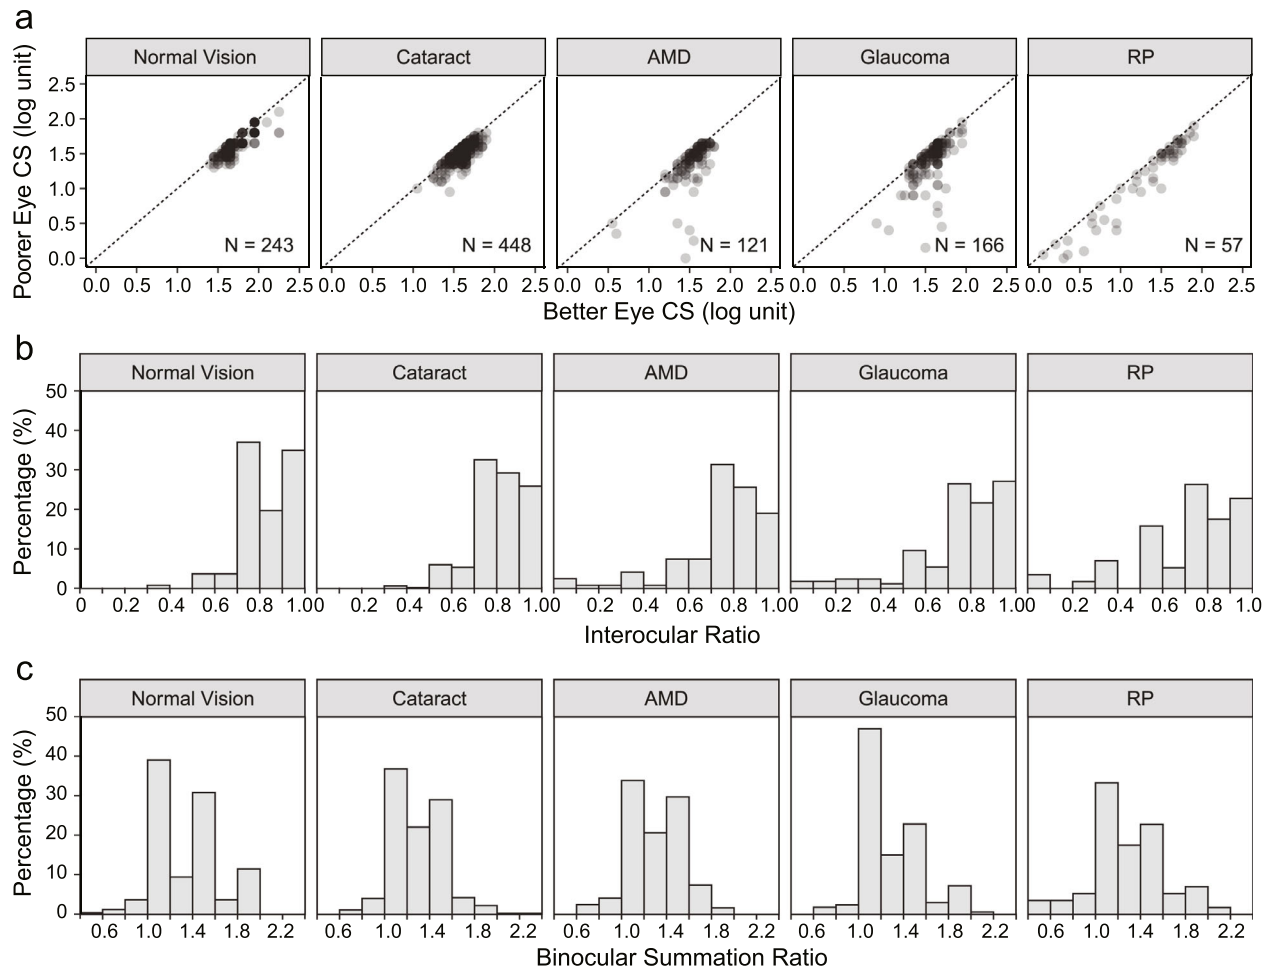 a
Normal Vision Cataract AMD Glaucoma RP
Poorer Eye CS (log unit)
2.5
2.0
1.5
1.0
0.5
0.0
N = 243 N = 448 N = 121 N = 166 N = 57
0.0 0.5 1.0 1.5 2.0 2.5 0.0 0.5 1.0 1.5 2.0 2.5 0.0 0.5 1.0 1.5 2.0 2.5 0.0 0.5 1.0 1.5 2.0 2.5 0.0 0.5 1.0 1.5 2.0 2.5
Better Eye CS (log unit)
b
Normal Vision Cataract AMD Glaucoma RP
Percentage (%)
50
40
30
20
10
0
0 0.2 0.4 0.6 0.8 1.0 0 0.2 0.4 0.6 0.8 1.0 0 0.2 0.4 0.6 0.8 1.0 0 0.2 0.4 0.6 0.8 1.0 0 0.2 0.4 0.6 0.8 1.0
Interocular Ratio
c
Normal Vision Cataract AMD Glaucoma RP
Percentage (%)
50
40
30
20
10
0
0.6 1.0 1.4 1.8 2.2 0.6 1.0 1.4 1.8 2.2 0.6 1.0 1.4 1.8 2.2 0.6 1.0 1.4 1.8 2.2 0.6 1.0 1.4 1.8 2.2
Binocular Summation Ratio